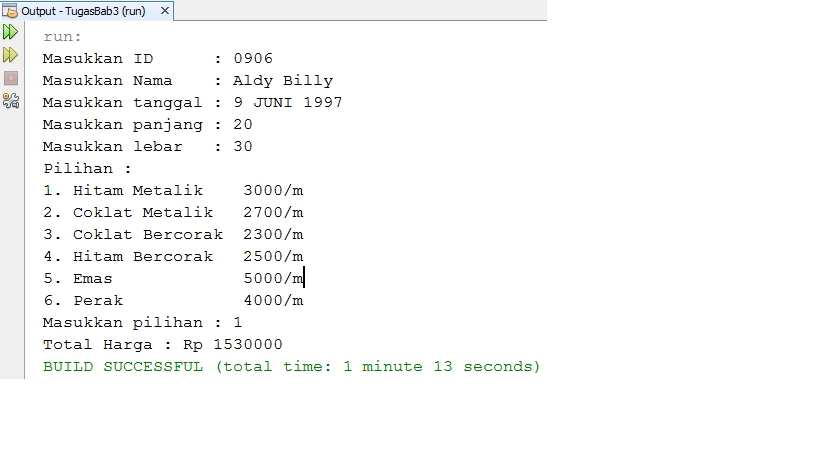 Output - TugasBab3 (run)
run:
Masukkan ID      : 0906
Masukkan Nama    : Aldy Billy
Masukkan tanggal : 9 JUNI 1997
Masukkan panjang : 20
Masukkan lebar   : 30
Pilihan :
1. Hitam Metalik    3000/m
2. Coklat Metalik   2700/m
3. Coklat Bercorak  2300/m
4. Hitam Bercorak   2500/m
5. Emas             5000/m
6. Perak            4000/m
Masukkan pilihan : 1
Total Harga : Rp 1530000
BUILD SUCCESSFUL (total time: 1 minute 13 seconds)